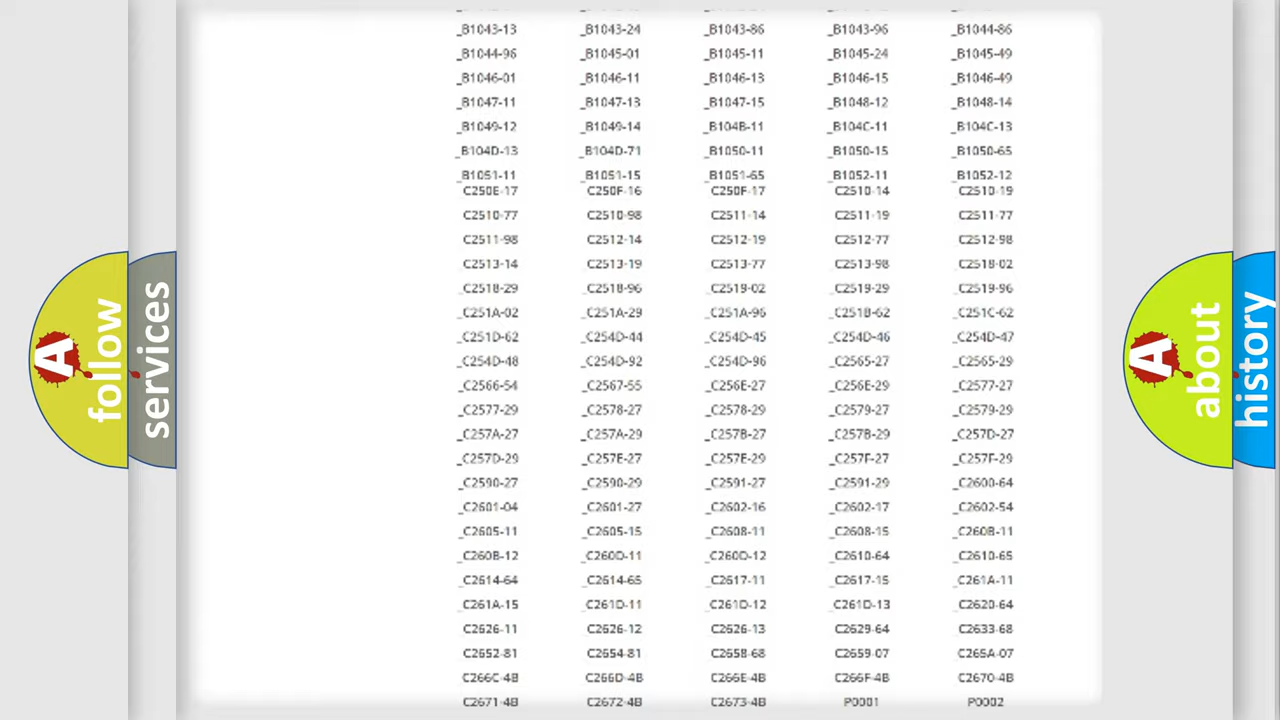 _B1043-13 _B1043-24 _B1043-86 _B1043-96 _B1044-86
_B1044-96 _B1045-01 _B1045-11 _B1045-24 _B1045-49
_B1046-01 _B1046-11 _B1046-13 _B1046-15 _B1046-49
_B1047-11 _B1047-13 _B1047-15 _B1048-12 _B1048-14
_B1049-12 _B1049-14 _B104B-11 _B104C-11 _B104C-13
_B104D-13 _B104D-71 _B1050-11 _B1050-15 _B1050-65
_B1051-11 _B1051-15 _B1051-65 _B1052-11 _B1052-12
C250E-17 C250F-16 C250F-17 C2510-14 C2510-19
C2510-77 C2510-98 C2511-14 C2511-19 C2511-77
C2511-98 C2512-14 C2512-19 C2512-77 C2512-98
_C2513-14 _C2513-19 _C2513-77 _C2513-98 _C2518-02
_C2518-29 _C2518-96 _C2519-02 _C2519-29 _C2519-96
_C251A-02 _C251A-29 _C251A-96 _C251B-62 _C251C-62
_C251D-62 _C254D-44 _C254D-45 _C254D-46 _C254D-47
_C254D-48 _C254D-92 _C254D-96 _C2565-27 _C2565-29
_C2566-54 _C2567-55 _C256E-27 _C256E-29 _C2577-27
_C2577-29 _C2578-27 _C2578-29 _C2579-27 _C2579-29
_C257A-27 _C257A-29 _C257B-27 _C257B-29 _C257D-27
_C257D-29 _C257E-27 _C257E-29 _C257F-27 _C257F-29
_C2590-27 _C2590-29 _C2591-27 _C2591-29 _C2600-64
_C2601-04 _C2601-27 _C2602-16 _C2602-17 _C2602-54
_C2605-11 _C2605-15 _C2608-11 _C2608-15 _C260B-11
_C260B-12 _C260D-11 _C260D-12 _C2610-64 _C2610-65
_C2614-64 _C2614-65 _C2617-11 _C2617-15 _C261A-11
_C261A-15 _C261D-11 _C261D-12 _C261D-13 _C2620-64
C2626-11 C2626-12 C2626-13 C2629-64 C2633-68
C2652-81 C2654-81 C2658-68 C2659-07 C265A-07
C266C-4B C266D-4B C266E-4B C266F-4B C2670-4B
C2671-4B C2672-4B C2673-4B P0001 P0002
A follow
services
A about
history